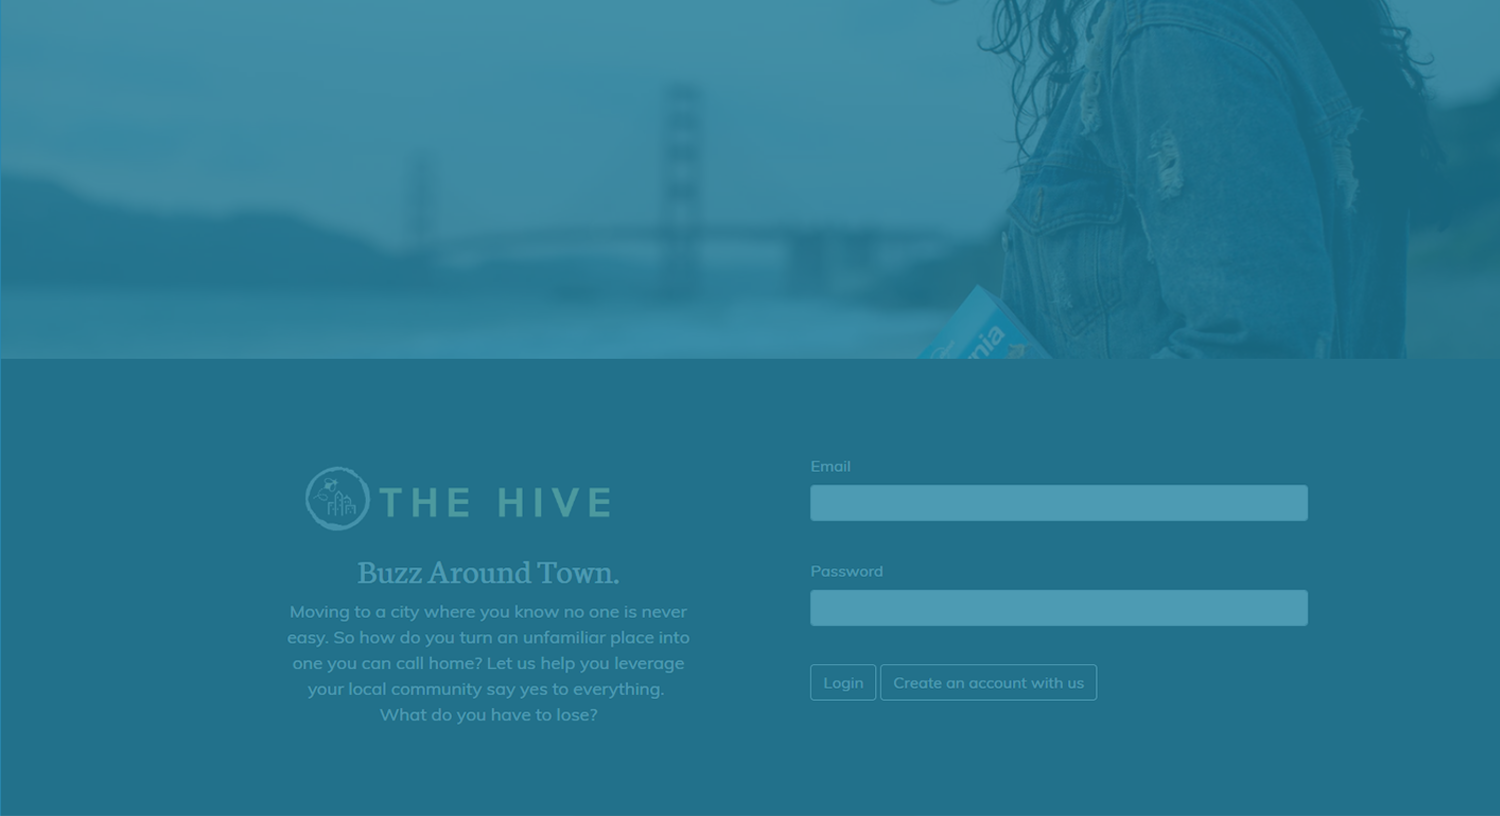 nia
THE HIVE
Buzz Around Town.
Moving to a city where you know no one is never
easy. So how do you turn an unfamiliar place into
one you can call home? Let us help you leverage
your local community say yes to everything.
What do you have to lose?
Email
Password
Login
Create an account with us